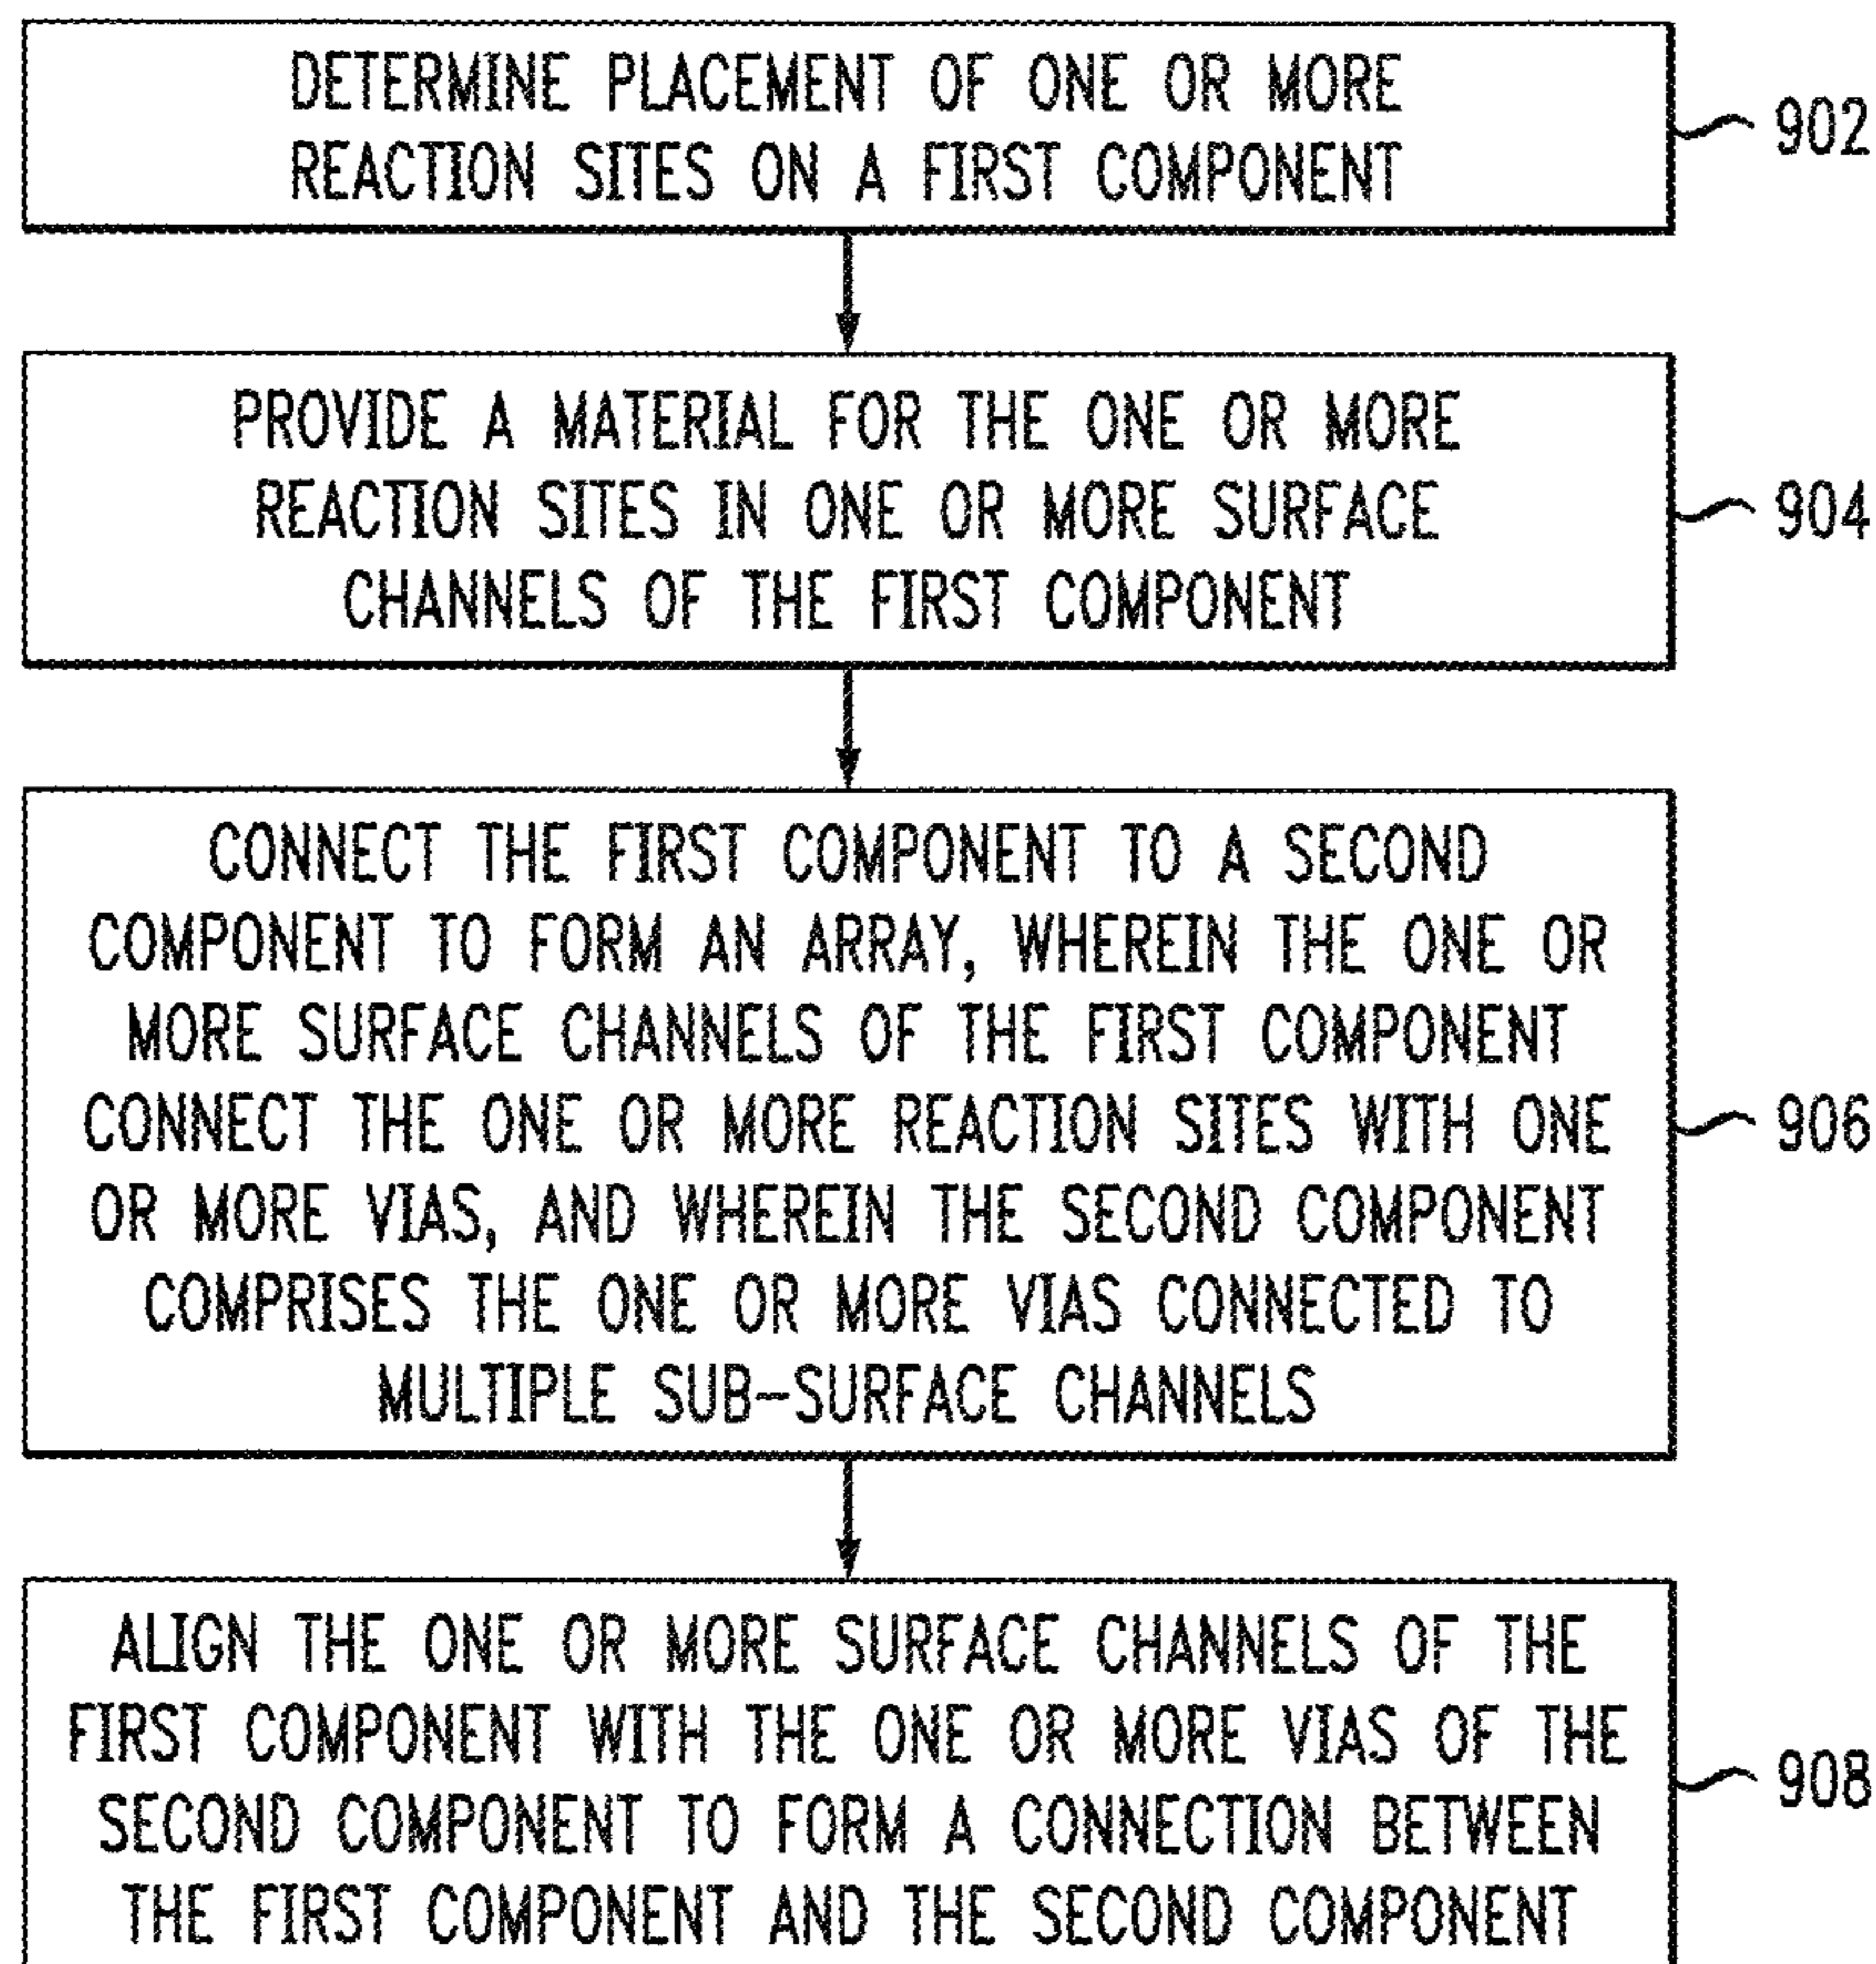 DETERMINE PLACEMENT OF ONE OR MORE
REACTION SITES ON A FIRST COMPONENT
902
PROVIDE A MATERIAL FOR THE ONE OR MORE
REACTION SITES IN ONE OR MORE SURFACE
CHANNELS OF THE FIRST COMPONENT
904
CONNECT THE FIRST COMPONENT TO A SECOND
COMPONENT TO FORM AN ARRAY, WHEREIN THE ONE OR
MORE SURFACE CHANNELS OF THE FIRST COMPONENT
CONNECT THE ONE OR MORE REACTION SITES WITH ONE
OR MORE VIAS, AND WHEREIN THE SECOND COMPONENT
COMPRISES THE ONE OR MORE VIAS CONNECTED TO
MULTIPLE SUB-SURFACE CHANNELS
906
ALIGN THE ONE OR MORE SURFACE CHANNELS OF THE
FIRST COMPONENT WITH THE ONE OR MORE VIAS OF THE
SECOND COMPONENT TO FORM A CONNECTION BETWEEN
THE FIRST COMPONENT AND THE SECOND COMPONENT
908